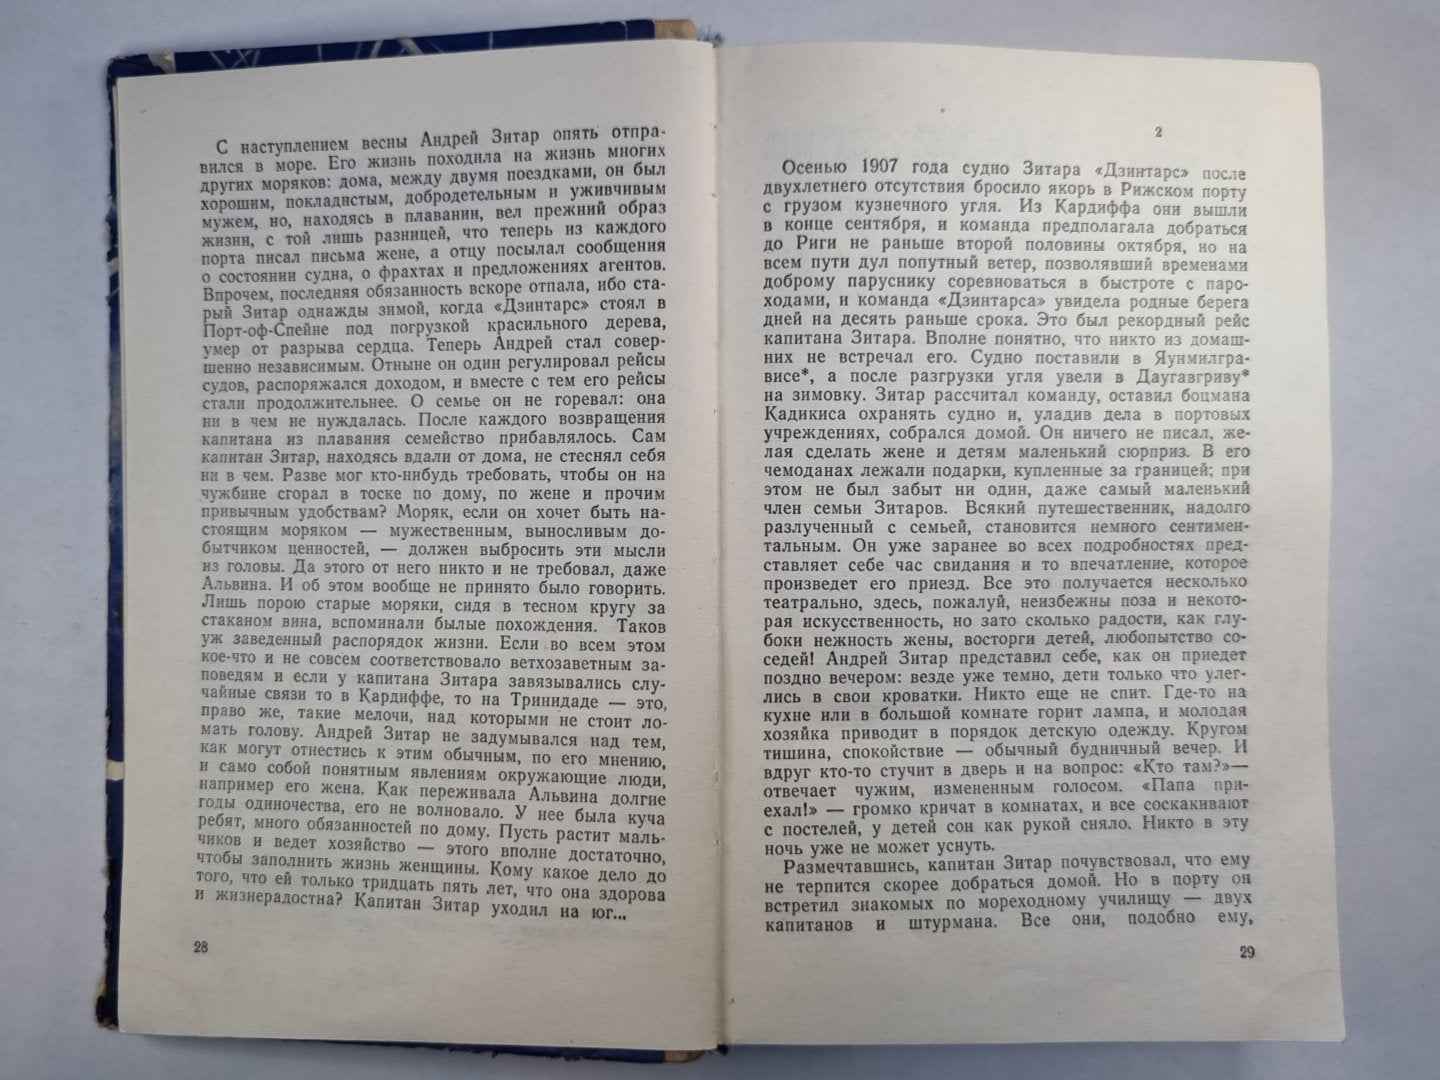 С наступлением весны Андрей Зитар опять отпра-
вился в море. Его жизнь походила на жизнь многих
других моряков: дома, между двумя поездками, он был
хорошим, покладистым, добродетельным и уживчивым
мужем, но, находясь в плавании, вел прежний образ
жизни, с той лишь разницей, что теперь из каждого
порта писал письма жене, а отцу посылал сообщения
о состоянии судна, о фрахтах и предложениях агентов.
Впрочем, последняя обязанность вскоре отпала, ибо ста-
рый Зитар однажды зимой, когда «Дзинтарс» стоял в
Порт-оф-Спейне под погрузкой красильного дерева,
умер от разрыва сердца. Теперь Андрей стал совер-
шенно независимым. Отныне он один регулировал рейсы
судов, распоряжался доходом, и вместе с тем его рейсы
стали продолжительнее. О семье он не горевал: она
ни в чем не нуждалась. После каждого возвращения
капитана из плавания семейство прибавлялось. Сам
капитан Зитар, находясь вдали от дома, не стеснял себя
ни в чем. Разве мог кто-нибудь требовать, чтобы он на
чужбине сгорал в тоске по дому, по жене и прочим
привычным удобствам? Моряк, если он хочет быть на-
стоящим моряком — мужественным, выносливым до-
бытчиком ценностей, — должен выбросить эти мысли
из головы. Да этого от него никто и не требовал, даже
Альвина. И об этом вообще не принято было говорить.
Лишь порою старые моряки, сидя в тесном кругу за
стаканом вина, вспоминали былые похождения. Таков
уж заведенный распорядок жизни. Если во всем этом
кое-что и не совсем соответствовало ветхозаветным за-
поведям и если у капитана Зитара завязывались слу-
чайные связи то в Кардиффе, то на Тринидаде — это,
право же, такие мелочи, над которыми не стоит ло-
мать голову. Андрей Зитар не задумывался над тем,
как могут отнестись к этим обычным, по его мнению,
и само собой понятным явлениям окружающие люди,
например его жена. Как переживала Альвина долгие
годы одиночества, его не волновало. У нее была куча
ребят, много обязанностей по дому. Пусть растит маль-
чиков и ведет хозяйство — этого вполне достаточно,
чтобы заполнить жизнь женщины. Кому какое дело до
того, что ей только тридцать пять лет, что она здорова
и жизнерадостна? Капитан Зитар уходил на юг...
28
2
Осенью 1907 года судно Зитара «Дзинтарс» после
двухлетнего отсутствия бросило якорь в Рижском порту
с грузом кузнечного угля. Из Кардиффа они вышли
в конце сентября, и команда предполагала добраться
до Риги не раньше второй половины октября, но на
всем пути дул попутный ветер, позволявший временами
доброму паруснику соревноваться в быстроте с паро-
ходами, и команда «Дзинтарса» увидела родные берега
дней на десять раньше срока. Это был рекордный рейс
капитана Зитара. Вполне понятно, что никто из домаш-
них не встречал его. Судно поставили в Яунмилгра-
висе*, а после разгрузки угля увели в Даугавгриву*
на зимовку. Зитар рассчитал команду, оставил боцмана
Кадикиса охранять судно и, уладив дела в портовых
учреждениях, собрался домой. Он ничего не писал, же-
лая сделать жене и детям маленький сюрприз. В его
чемоданах лежали подарки, купленные за границей; при
этом не был забыт ни один, даже самый маленький
член семьи Зитаров. Всякий путешественник, надолго
разлученный с семьей, становится немного сентимен-
тальным. Он уже заранее во всех подробностях пред-
ставляет себе час свидания и то впечатление, которое
произведет его приезд. Все это получается несколько
театрально, здесь, пожалуй, неизбежны поза и некото-
рая искусственность, но зато сколько радости, как глу-
боки нежность жены, восторги детей, любопытство со-
седей! Андрей Зитар представил себе, как он приедет
поздно вечером: везде уже темно, дети только что улег-
лись в свои кроватки. Никто еще не спит. Где-то на
кухне или в большой комнате горит лампа, и молодая
хозяйка приводит в порядок детскую одежду. Кругом
тишина, спокойствие — обычный будничный вечер. И
вдруг кто-то стучит в дверь и на вопрос: «Кто там?»—
отвечает чужим, измененным голосом. «Папа при-
ехал!» — громко кричат в комнатах, и все соскакивают
с постелей, у детей сон как рукой сняло. Никто в эту
ночь уже не может уснуть.
Размечтавшись, капитан Зитар почувствовал, что ему
не терпится скорее добраться домой. Но в порту он
встретил знакомых по мореходному училищу — двух
капитанов и штурмана. Все они, подобно ему,
29